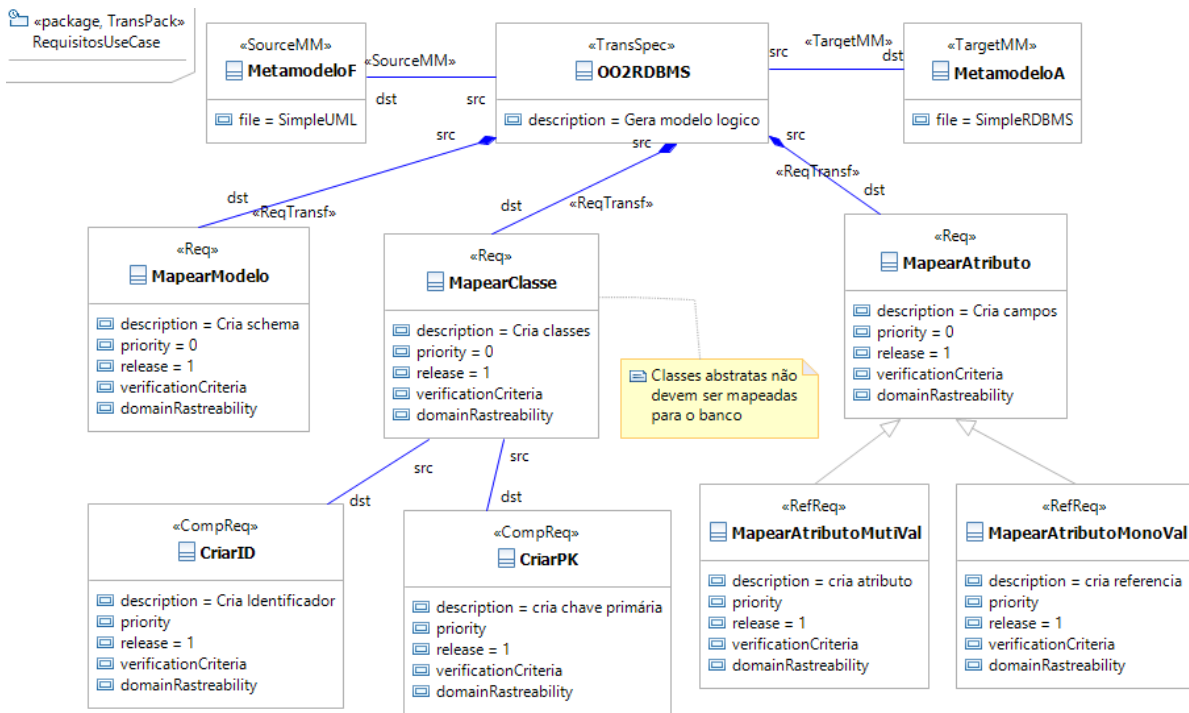 «package, TransPack»
RequisitosUseCase
«SourceMM»
MetamodeloF
file = SimpleUML
«SourceMM»
dst
src
«TransSpec»
OO2RDBMS
description = Gera modelo logico
src
«TargetMM»
dst
«TargetMM»
MetamodeloA
file = SimpleRDBMS
src
dst
«ReqTransf»
src
dst
«ReqTransf»
src
«ReqTransf»
dst
«Req»
MapearModelo
description = Cria schema
priority = 0
release = 1
verificationCriteria
domainRastreability
«Req»
MapearClasse
description = Cria classes
priority = 0
release = 1
verificationCriteria
domainRastreability
Classes abstratas não
devem ser mapeadas
para o banco
«Req»
MapearAtributo
description = Cria campos
priority = 0
release = 1
verificationCriteria
domainRastreability
src
dst
src
dst
«CompReq»
CriarID
description = Cria Identificador
priority
release = 1
verificationCriteria
domainRastreability
«CompReq»
CriarPK
description = cria chave primária
priority
release = 1
verificationCriteria
domainRastreability
«RefReq»
MapearAtributoMutiVal
description = cria atributo
priority
release = 1
verificationCriteria
domainRastreability
«RefReq»
MapearAtributoMonoVal
description = cria referencia
priority
release = 1
verificationCriteria
domainRastreability